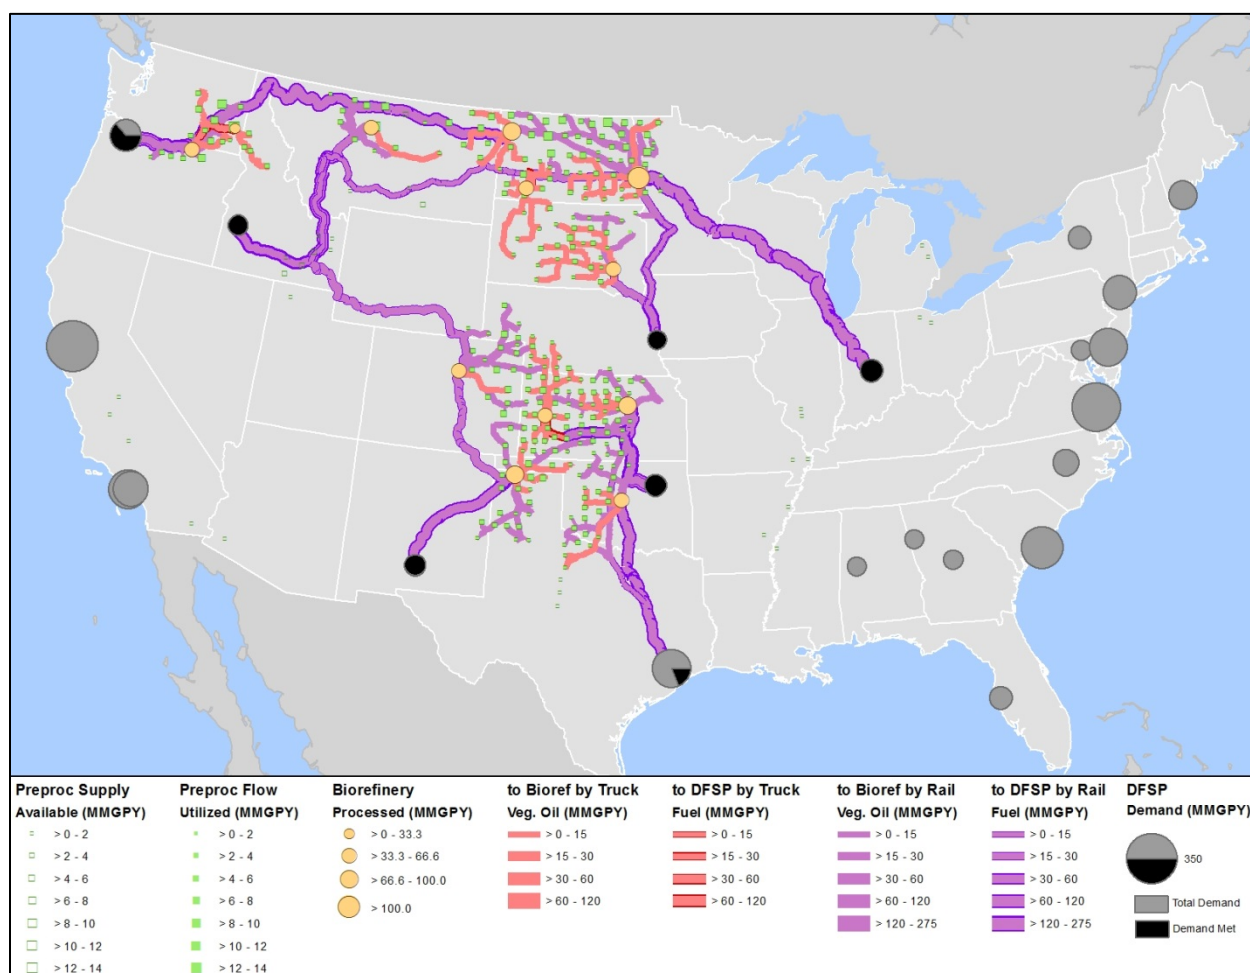 Preproc Supply
Available (MMGPY)
> 0 - 2
> 2 - 4
> 4 - 6
> 6 - 8
> 8 - 10
> 10 - 12
> 12 - 14
Preproc Flow
Utilized (MMGPY)
> 0 - 2
> 2 - 4
> 4 - 6
> 6 - 8
> 8 - 10
> 10 - 12
> 12 - 14
Biorefinery
Processed (MMGPY)
> 0 - 33.3
> 33.3 - 66.6
> 66.6 - 100.0
> 100.0
to Bioref by Truck
Veg. Oil (MMGPY)
> 0 - 15
> 15 - 30
> 30 - 60
> 60 - 120
to DFSP by Truck
Fuel (MMGPY)
> 0 - 15
> 15 - 30
> 30 - 60
> 60 - 120
to Bioref by Rail
Veg. Oil (MMGPY)
> 0 - 15
> 15 - 30
> 30 - 60
> 60 - 120
> 120 - 275
to DFSP by Rail
Fuel (MMGPY)
> 0 - 15
> 15 - 30
> 30 - 60
> 60 - 120
> 120 - 275
DFSP
Demand (MMGPY)
350
Total Demand
Demand Met